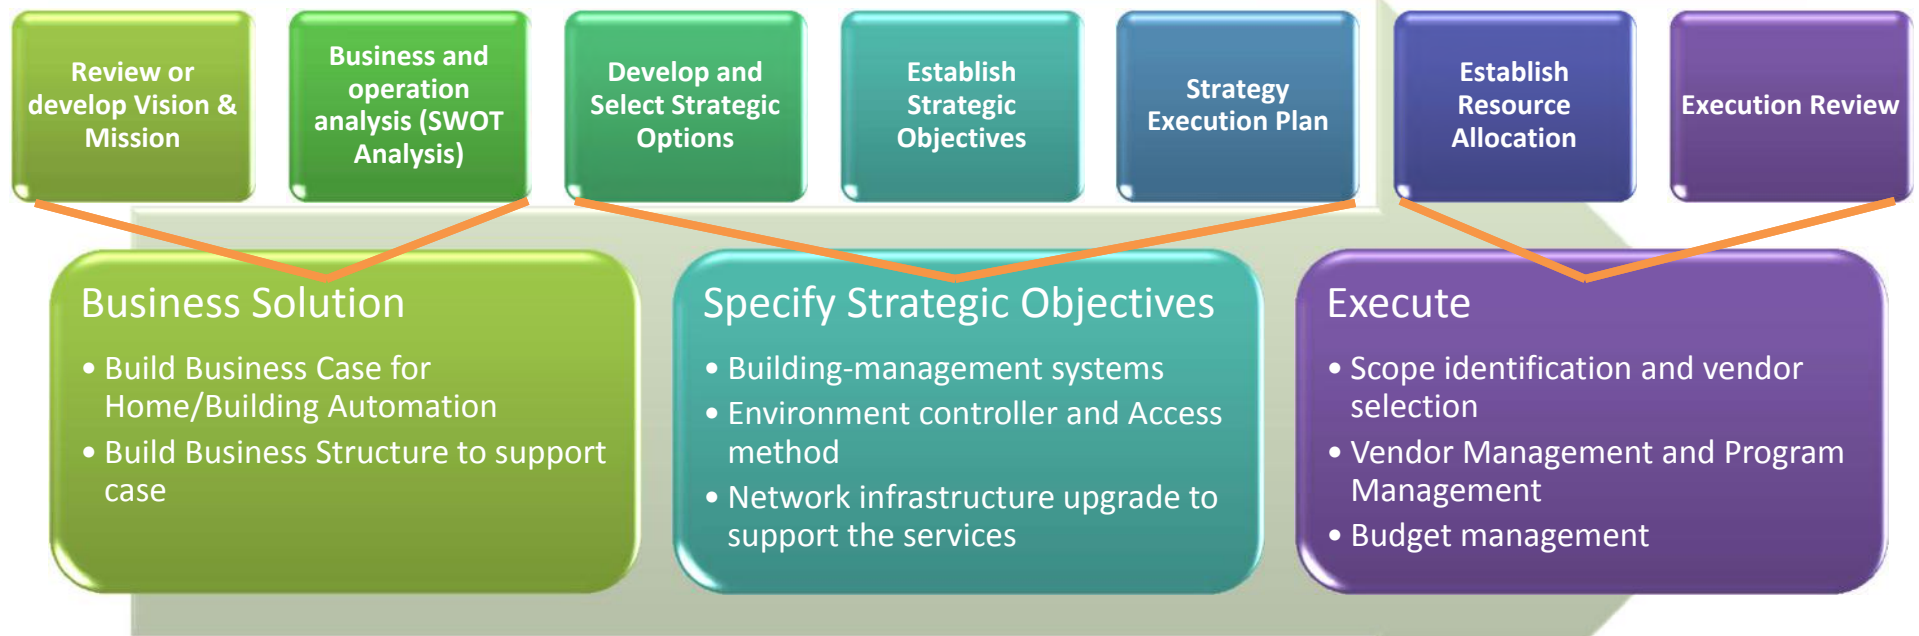 Review or
develop Vision &
Mission
Business and
operation
analysis (SWOT
Analysis)
Develop and
Select Strategic
Options
Establish
Strategic
Objectives
Strategy
Execution Plan
Establish
Resource
Allocation
Execution Review
Business Solution
• Build Business Case for
Home/Building Automation
• Build Business Structure to support
case
Specify Strategic Objectives
• Building-management systems
• Environment controller and Access
method
• Network infrastructure upgrade to
support the services
Execute
• Scope identification and vendor
selection
• Vendor Management and Program
Management
• Budget management